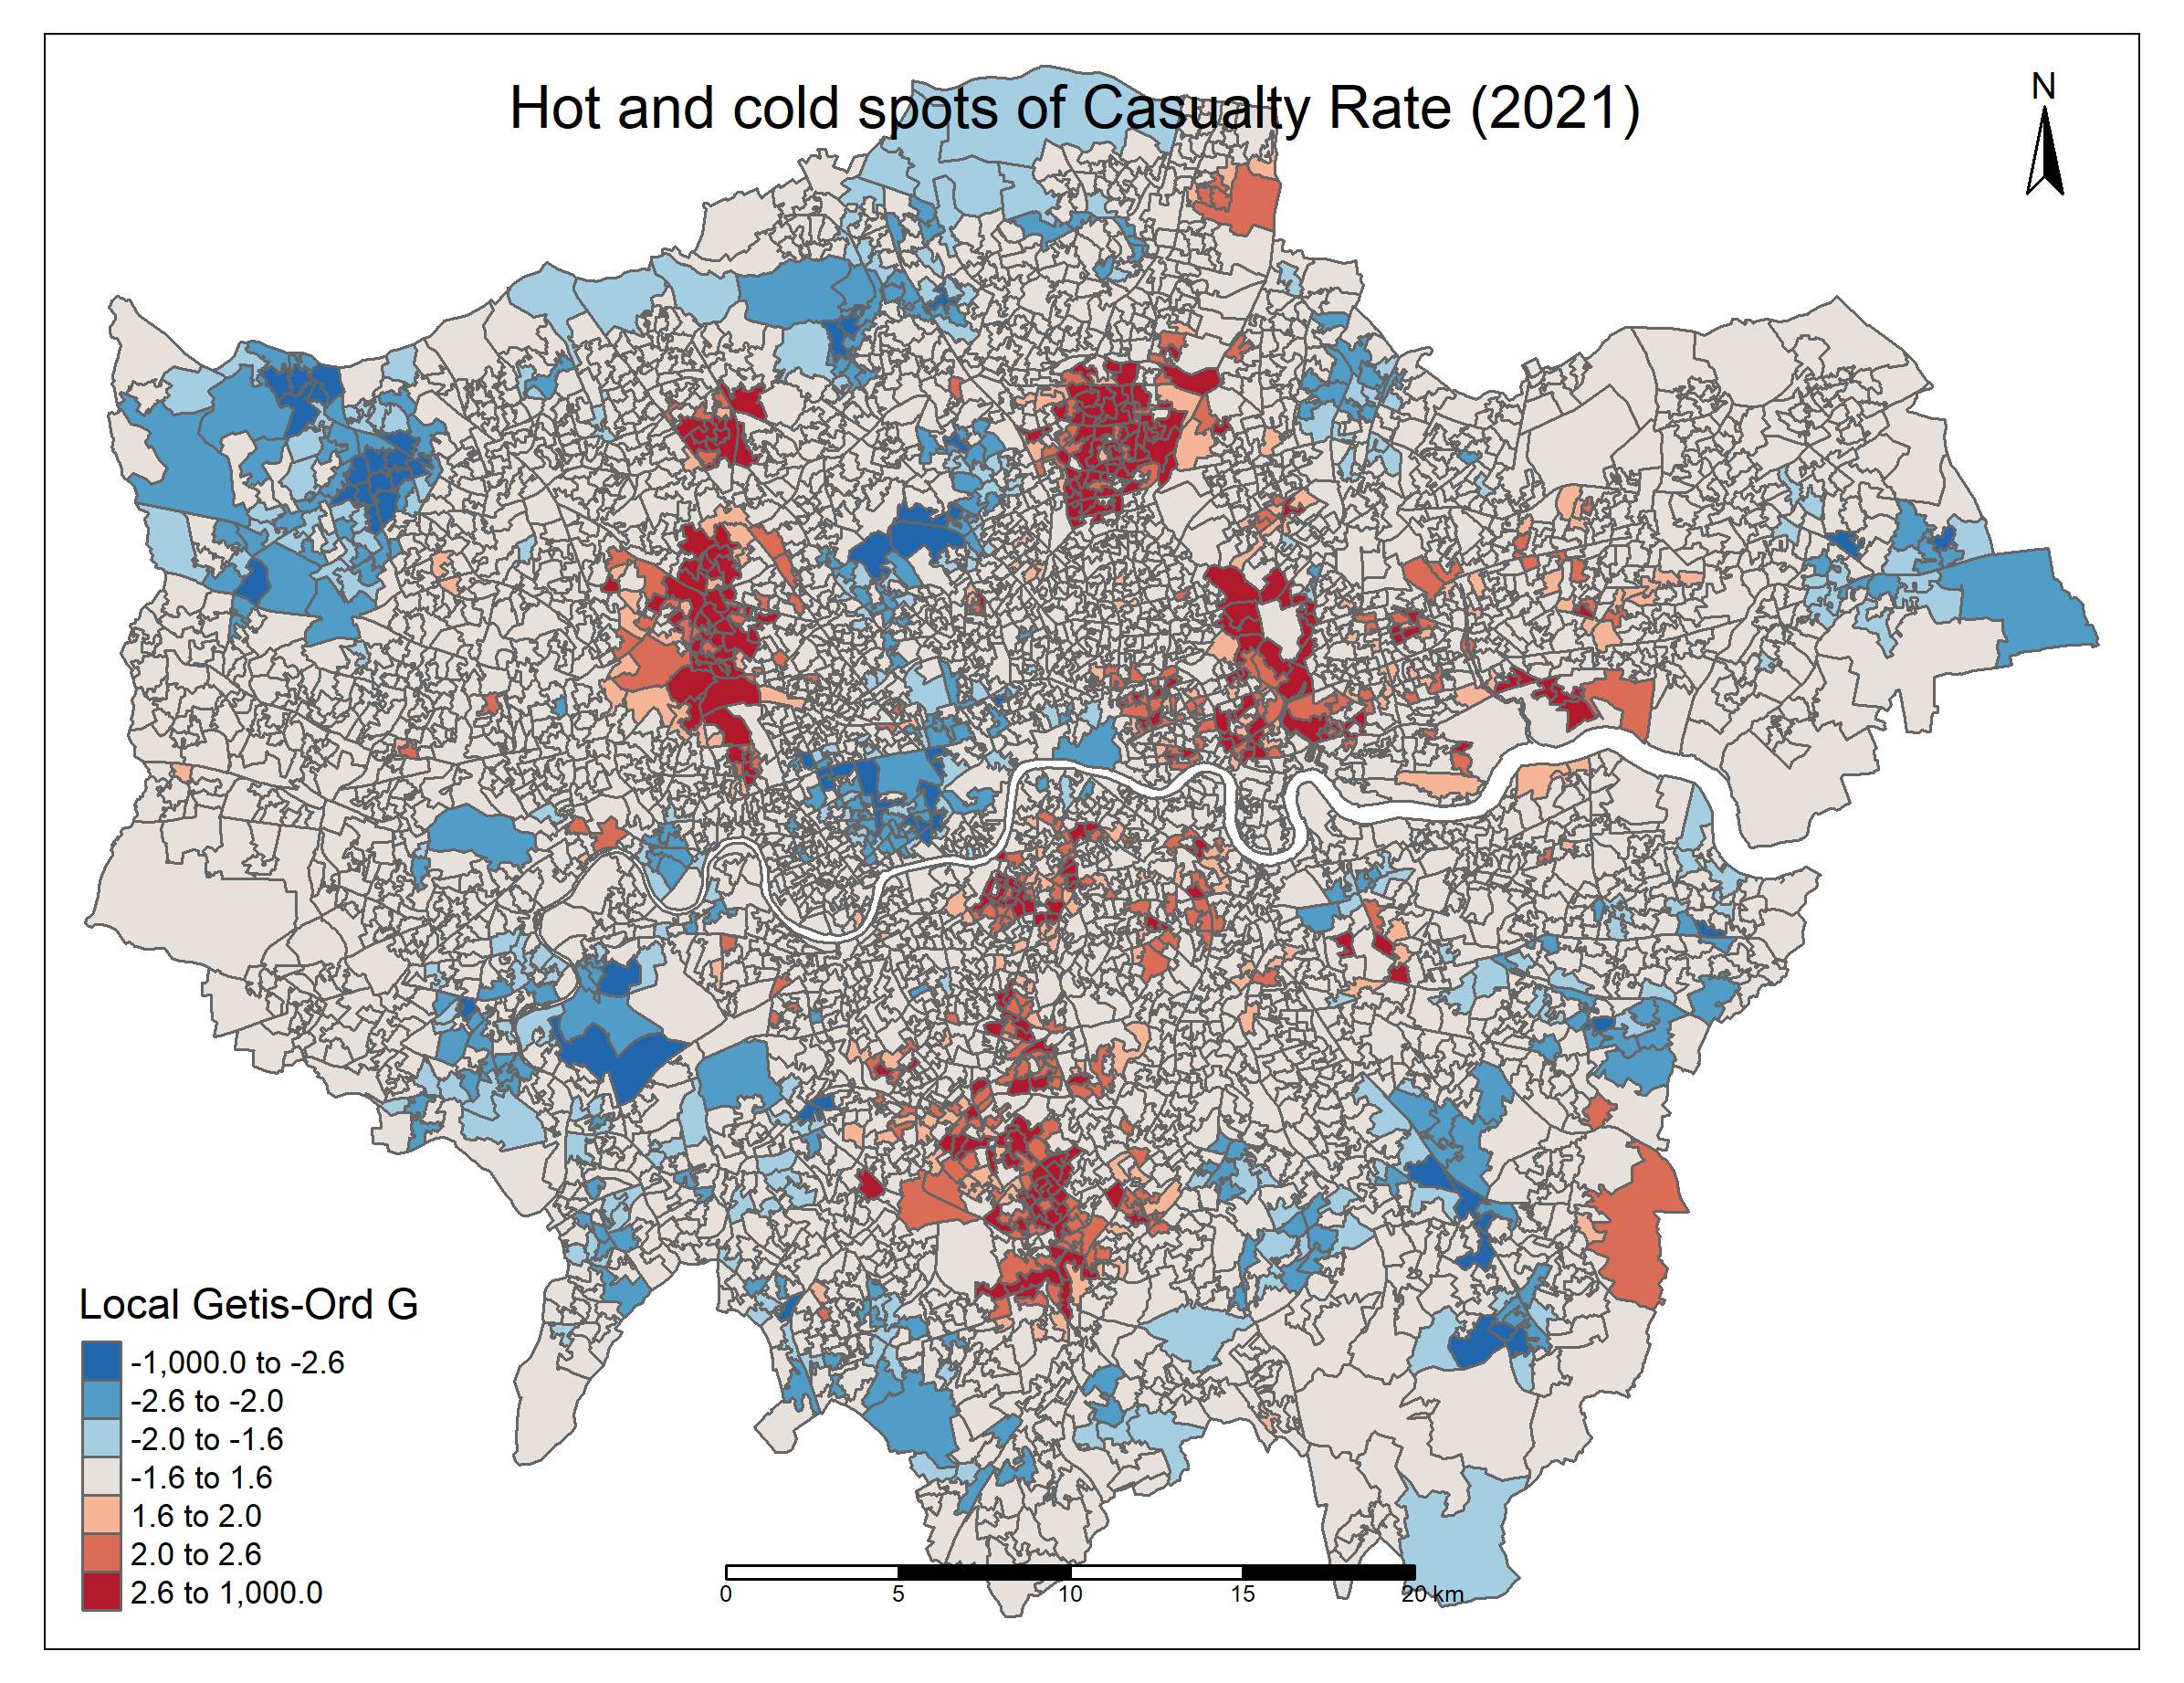 Hot and cold spots of Casualty Rate (2021)
N
Local Getis-Ord G
-1,000.0 to -2.6
-2.6 to -2.0
-2.0 to -1.6
-1.6 to 1.6
1.6 to 2.0
2.0 to 2.6
2.6 to 1,000.0
0 5 10 15 20 km